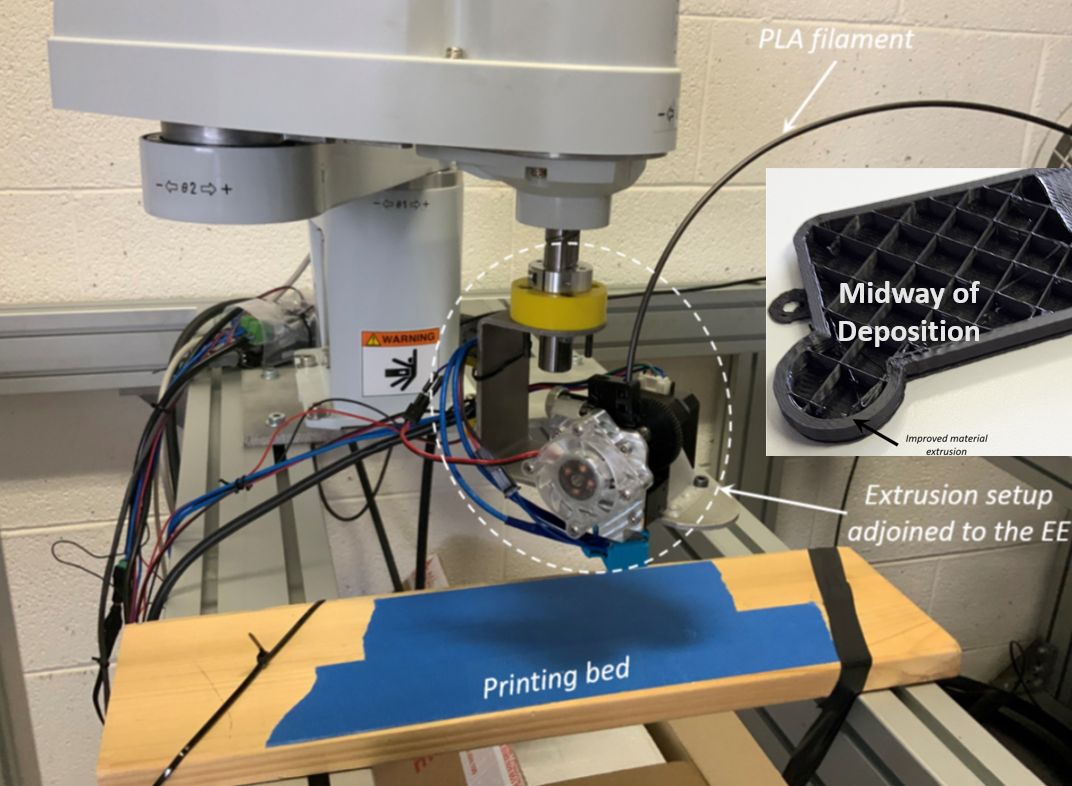 PLA filament
- θ2 +
- θ1 +
WARNING
Midway of
Deposition
Improved material
extrusion
Extrusion setup
adjoined to the EE
Printing bed